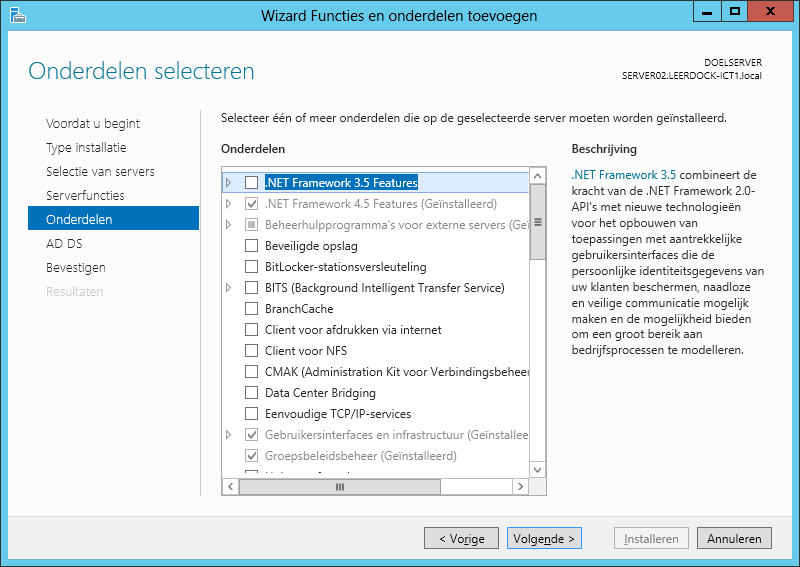 Wizard Functies en onderdelen toevoegen
Onderdelen selecteren
DOELSERVER
SERVER02.LEERDOCK-ICT1.local
Voordat u begint
Type installatie
Selectie van servers
Serverfuncties
Onderdelen
AD DS
Bevestigen
Resultaten
Selecteer één of meer onderdelen die op de geselecteerde server moeten worden geïnstalleerd.
Onderdelen
.NET Framework 3.5 Features
.NET Framework 4.5 Features (Geïnstalleerd)
Beheerhulpprogramma's voor externe servers (Geï
Beveiligde opslag
BitLocker-stationsversleuteling
BITS (Background Intelligent Transfer Service)
BranchCache
Client voor afdrukken via internet
Client voor NFS
CMAK (Administration Kit voor Verbindingsbeheer
Data Center Bridging
Eenvoudige TCP/IP-services
Gebruikersinterfaces en infrastructuur (Geïnstallee
Groepsbeleidsbeheer (Geïnstalleerd)
Beschrijving
.NET Framework 3.5 combineert de
kracht van de .NET Framework 2.0-
API's met nieuwe technologieën
voor het opbouwen van
toepassingen met aantrekkelijke
gebruikersinterfaces die de
persoonlijke identiteitsgegevens van
uw klanten beschermen, naadloze
en veilige communicatie mogelijk
maken en de mogelijkheid bieden
om een groot bereik aan
bedrijfsprocessen te modelleren.
< Vorige
Volgende >
Installeren
Annuleren